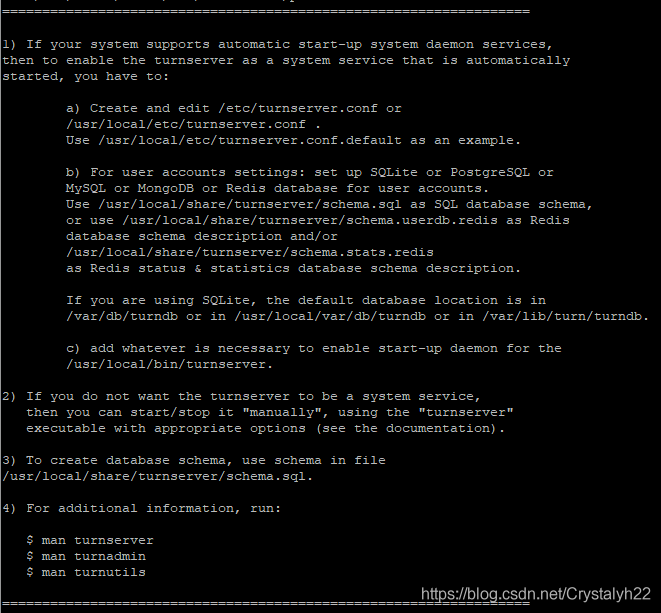 ==================================================================
1) If your system supports automatic start-up system daemon services,
then to enable the turnserver as a system service that is automatically
started, you have to:
a) Create and edit /etc/turnserver.conf or
/usr/local/etc/turnserver.conf .
Use /usr/local/etc/turnserver.conf.default as an example.
b) For user accounts settings: set up SQLite or PostgreSQL or
MySQL or MongoDB or Redis database for user accounts.
Use /usr/local/share/turnserver/schema.sql as SQL database schema,
or use /usr/local/share/turnserver/schema.userdb.redis as Redis
database schema description and/or
/usr/local/share/turnserver/schema.stats.redis
as Redis status & statistics database schema description.
If you are using SQLite, the default database location is in
/var/db/turndb or in /usr/local/var/db/turndb or in /var/lib/turn/turndb.
c) add whatever is necessary to enable start-up daemon for the
/usr/local/bin/turnserver.
2) If you do not want the turnserver to be a system service,
then you can start/stop it "manually", using the "turnserver"
executable with appropriate options (see the documentation).
3) To create database schema, use schema in file
/usr/local/share/turnserver/schema.sql.
4) For additional information, run:
$ man turnserver
$ man turnadmin
$ man turnutils
https://blog.csdn.net/Crystalyh22
==================================================================